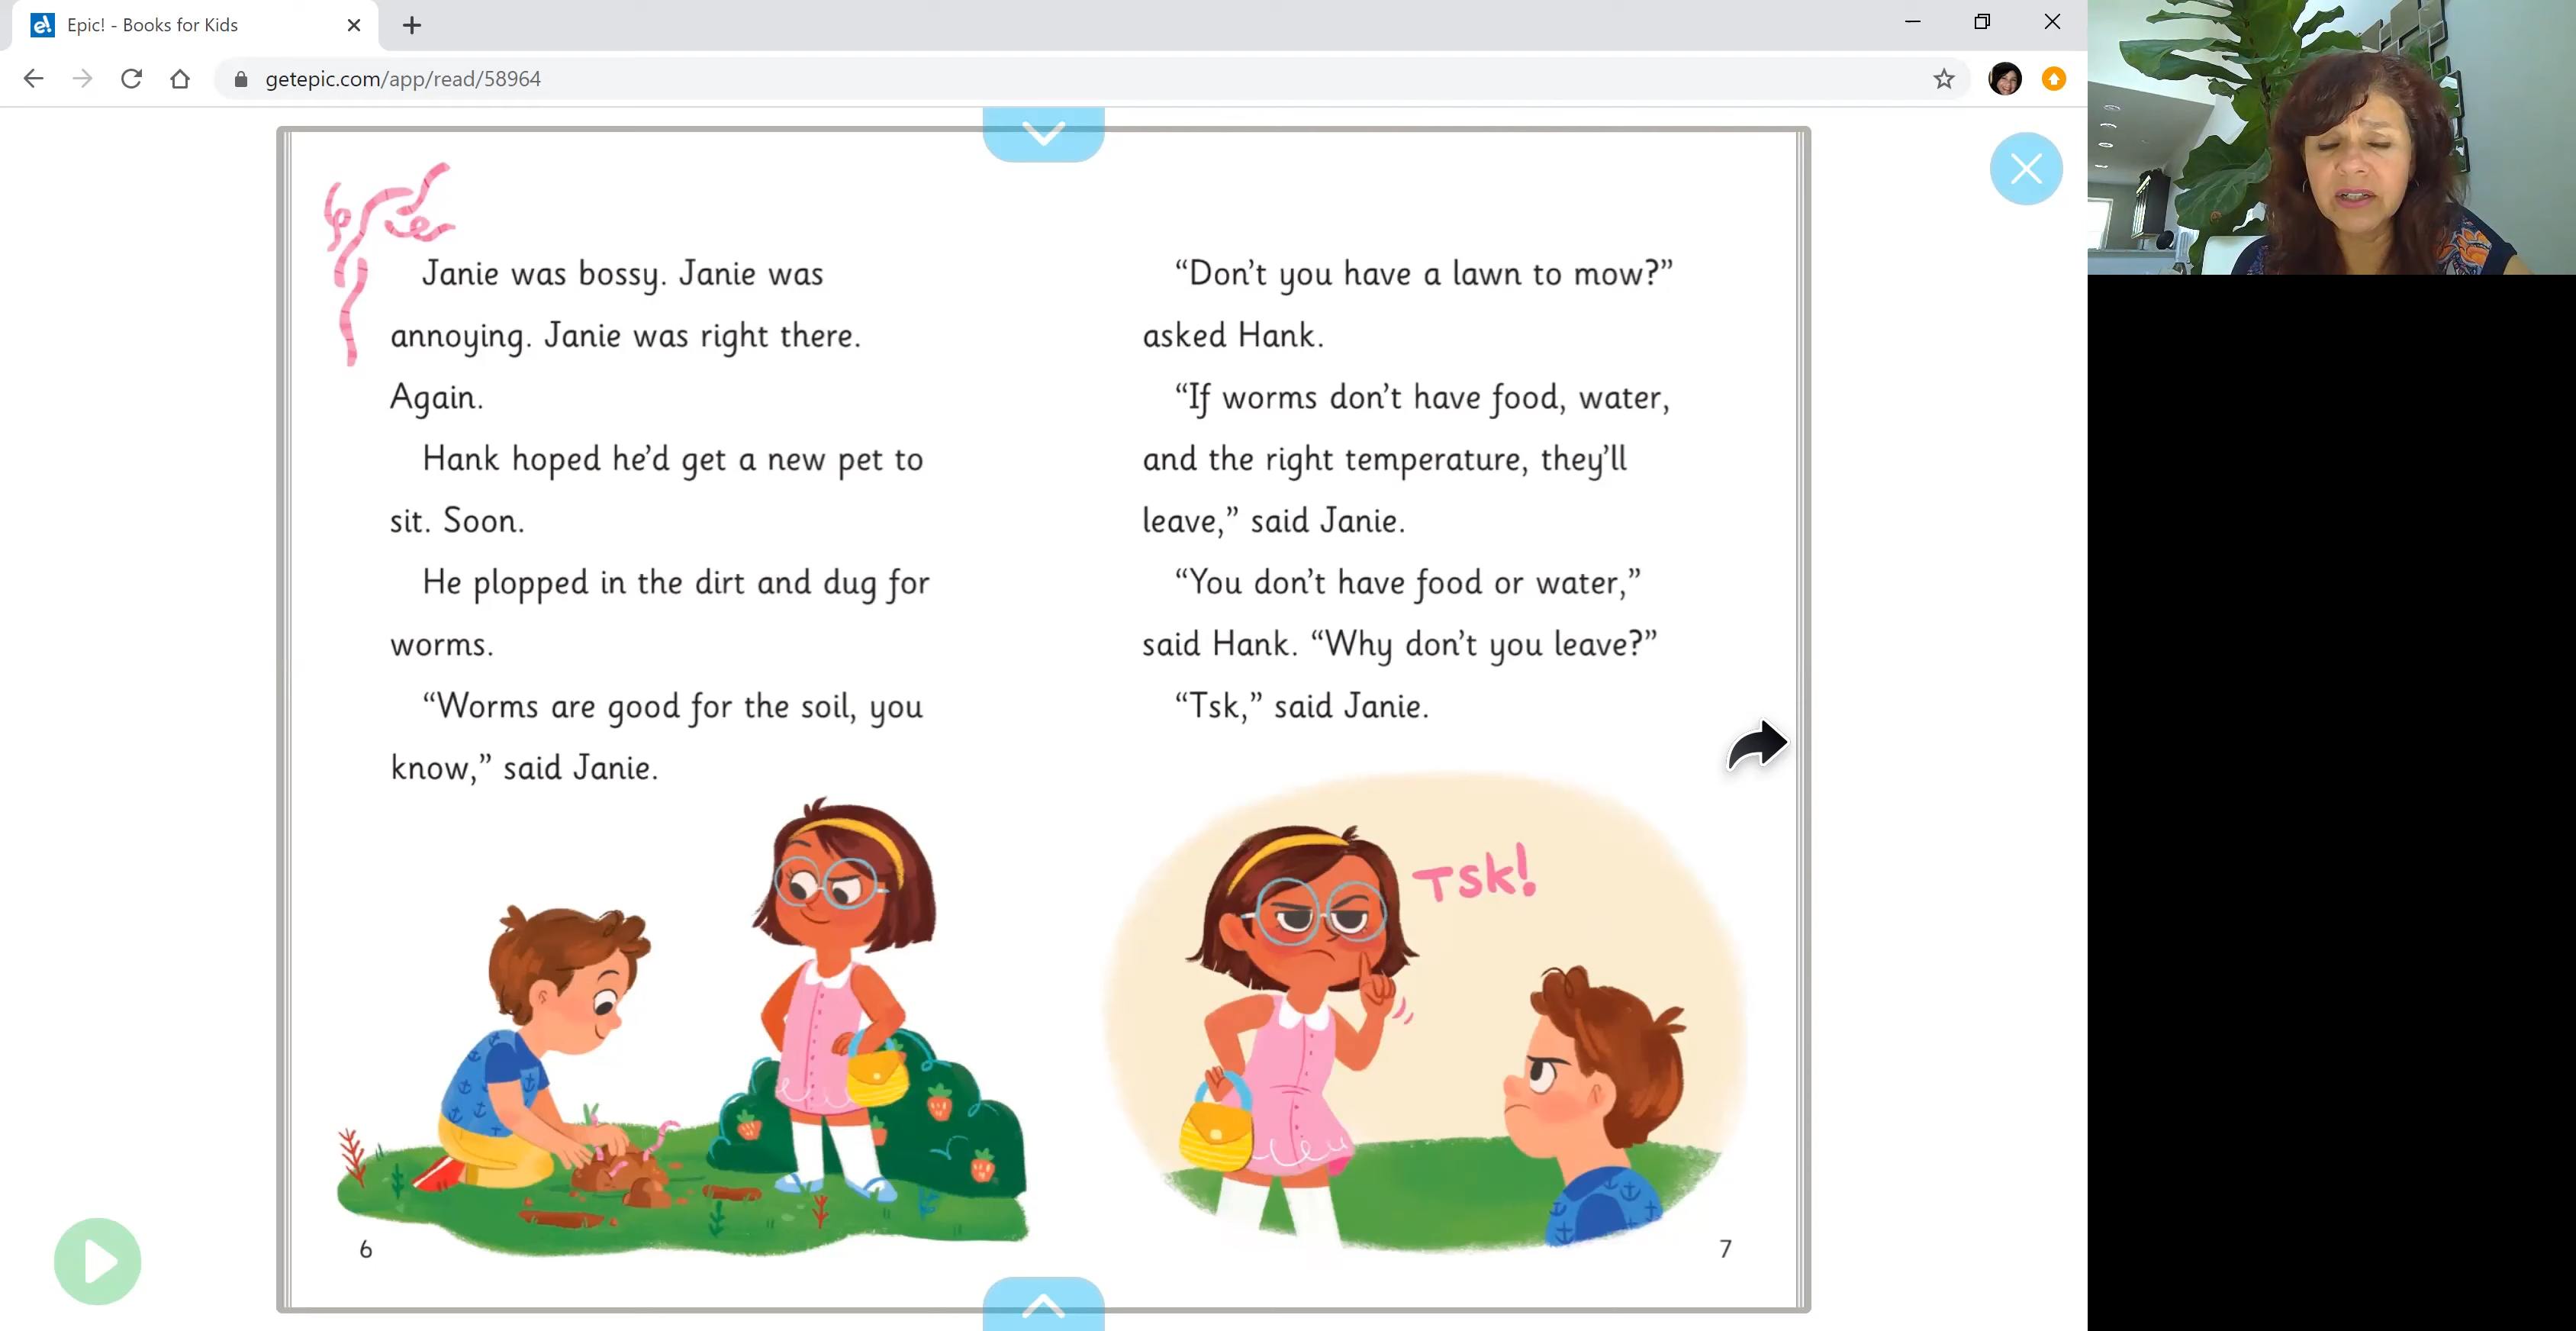 Epic! - Books for Kids
getepic.com/app/read/58964
Janie was bossy. Janie was
annoying. Janie was right there.
Again.
Hank hoped he’d get a new pet to
sit. Soon.
He plopped in the dirt and dug for
worms.
“Worms are good for the soil, you
know,” said Janie.
6
“Don’t you have a lawn to mow?”
asked Hank.
“If worms don’t have food, water,
and the right temperature, they’ll
leave,” said Janie.
“You don’t have food or water,”
said Hank. “Why don’t you leave?”
“Tsk,” said Janie.
Tsk!
7